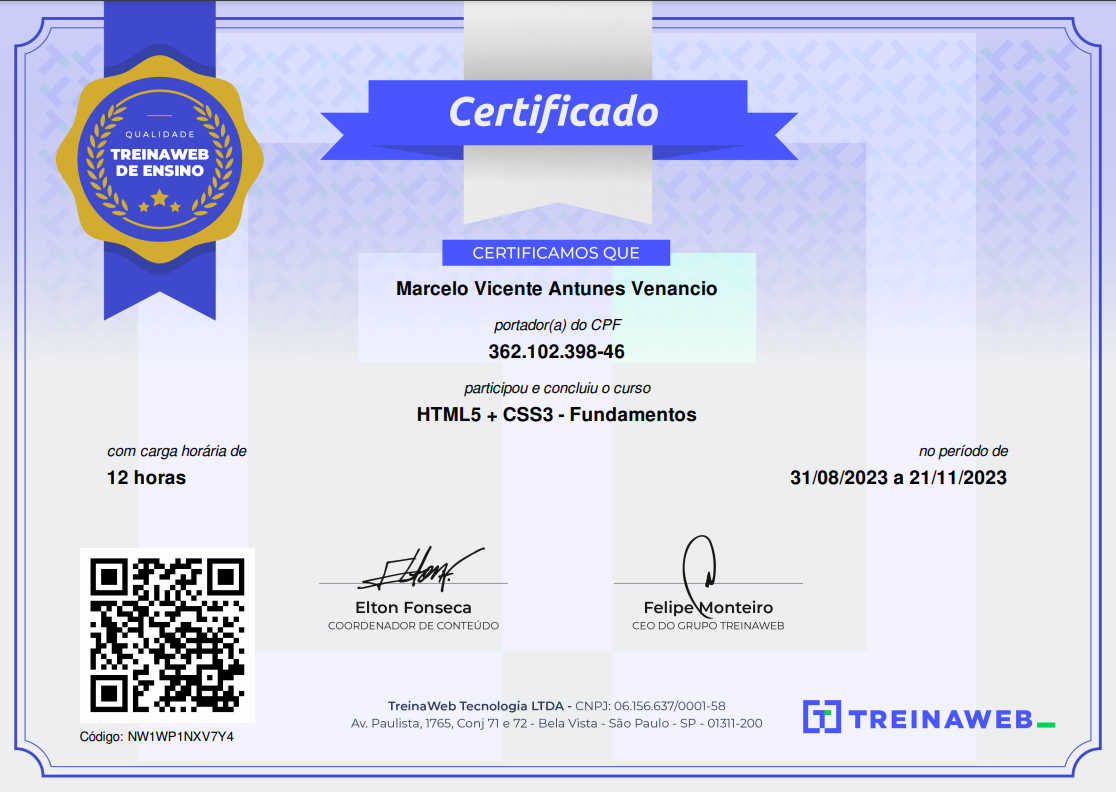 Certificado
QUALIDADE
TREINAWEB
DE ENSINO
CERTIFICAMOS QUE
Marcelo Vicente Antunes Venancio
portador(a) do CPF
362.102.398-46
participou e concluiu o curso
HTML5 + CSS3 - Fundamentos
com carga horária de
12 horas
no período de
31/08/2023 a 21/11/2023
Elton Fonseca
COORDENADOR DE CONTEÚDO
Felipe Monteiro
CEO DO GRUPO TREINAWEB
TreinaWeb Tecnologia LTDA - CNPJ: 06.156.637/0001-58
Av. Paulista, 1765, Conj 71 e 72 - Bela Vista - São Paulo - SP - 01311-200
TREINAWEB
Código: NW1WP1NXV7Y4